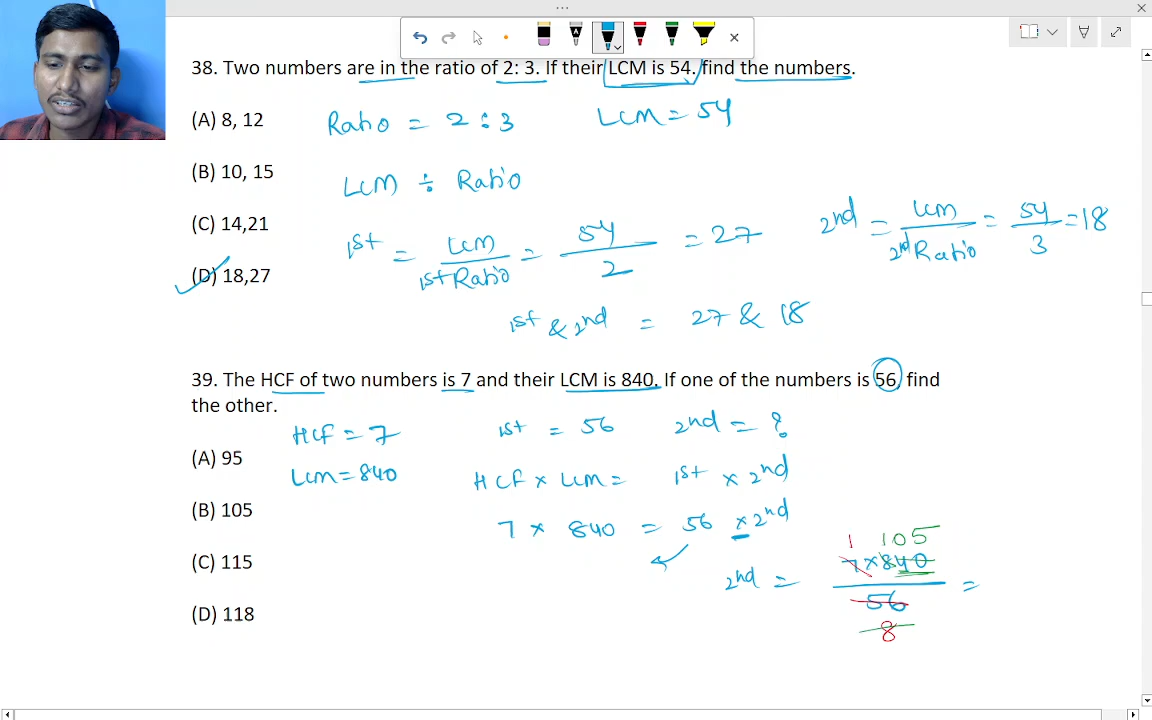 38. Two numbers are in the ratio of 2: 3. If their LCM is 54. find the numbers.
(A) 8, 12
Ratio = 2 : 3
LCM = 54
(B) 10, 15
LCM ÷ Ratio
(C) 14,21
1st = LCM / 1st Ratio = 54 / 2 = 27
2nd = LCM / 2nd Ratio = 54 / 3 = 18
(D) 18,27
1st & 2nd = 27 & 18
39. The HCF of two numbers is 7 and their LCM is 840. If one of the numbers is 56, find
the other.
HCF = 7
1st = 56
2nd = ?
(A) 95
LCM = 840
HCF × LCM = 1st × 2nd
(B) 105
7 × 840 = 56 × 2nd
(C) 115
1 105
2nd = 7 × 840 / 56 =
8
(D) 118